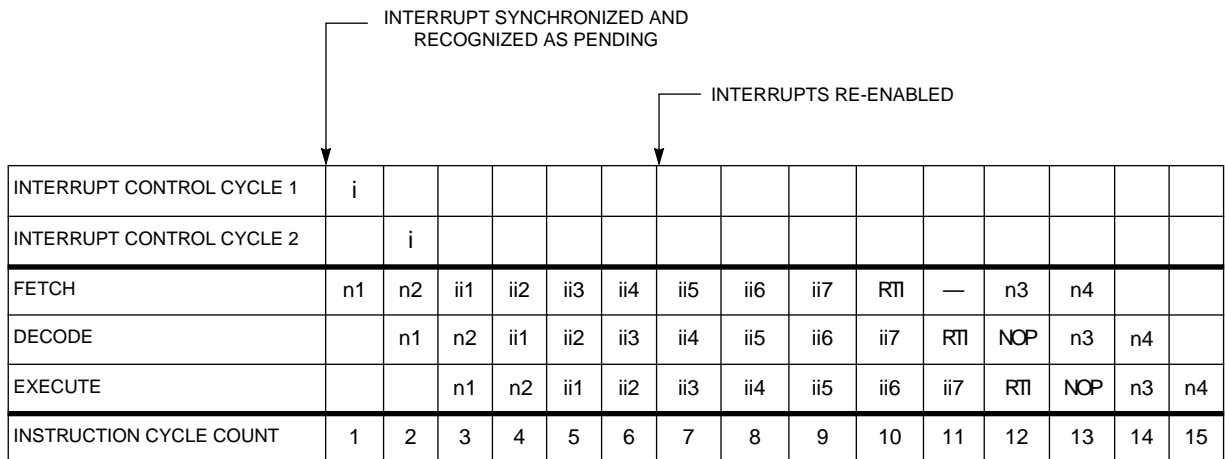 INTERRUPT SYNCHRONIZED AND
RECOGNIZED AS PENDING
INTERRUPTS RE-ENABLED
INTERRUPT CONTROL CYCLE 1 i
INTERRUPT CONTROL CYCLE 2 i
FETCH n1 n2 ii1 ii2 ii3 ii4 ii5 ii6 ii7 RTI — n3 n4
DECODE n1 n2 ii1 ii2 ii3 ii4 ii5 ii6 ii7 RTI NOP n3 n4
EXECUTE n1 n2 ii1 ii2 ii3 ii4 ii5 ii6 ii7 RTI NOP n3 n4
INSTRUCTION CYCLE COUNT 1 2 3 4 5 6 7 8 9 10 11 12 13 14 15